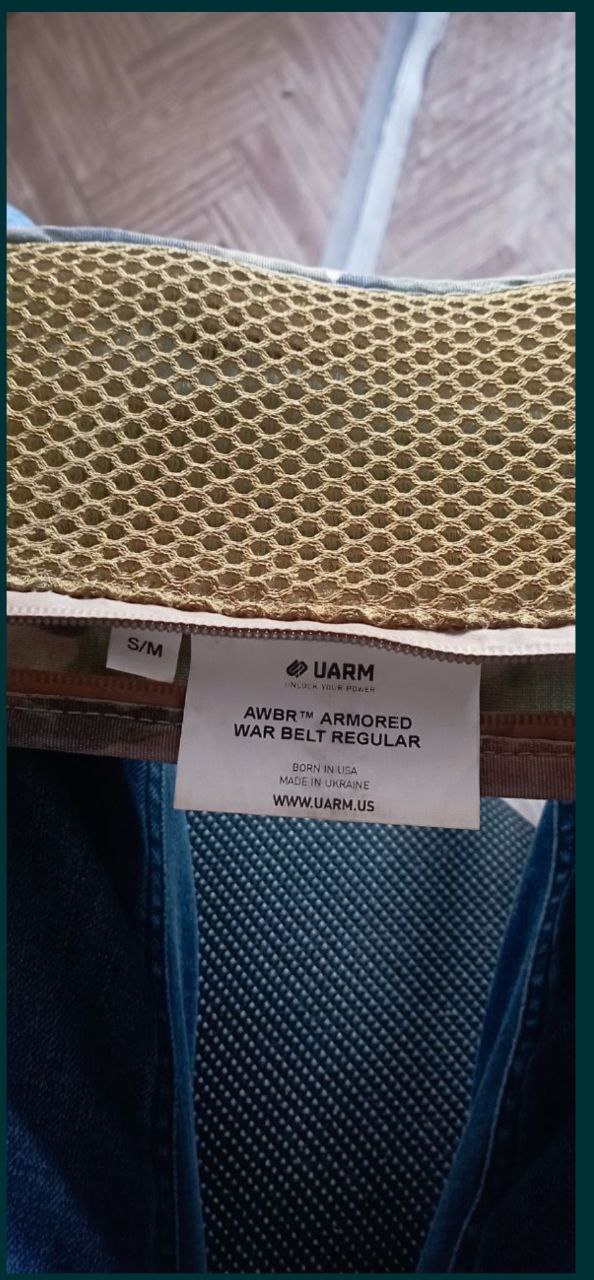 S/M
UARM
UNLOCK YOUR POWER
AWBR™ ARMORED
WAR BELT REGULAR
BORN IN USA
MADE IN UKRAINE
WWW.UARM.US